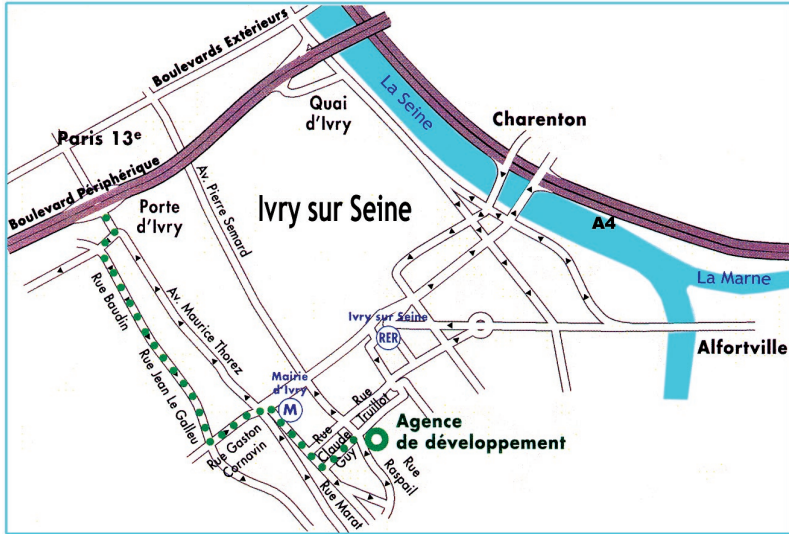 Boulevards Extérieurs
La Seine
Quai
d'Ivry
Charenton
Paris 13e
Boulevard Périphérique
Av. Pierre Semard
Porte
d'Ivry
Ivry sur Seine
A4
La Marne
Rue Baudin
Av. Maurice Thorez
Ivry sur Seine
RER
Alfortville
Rue Jean Le Galleu
Mairie
d'Ivry
M
Rue
Truillot
Rue
Claude
Guy
Agence
de développement
Rue Gaston
Cornavin
Rue
Raspail
Rue Marat